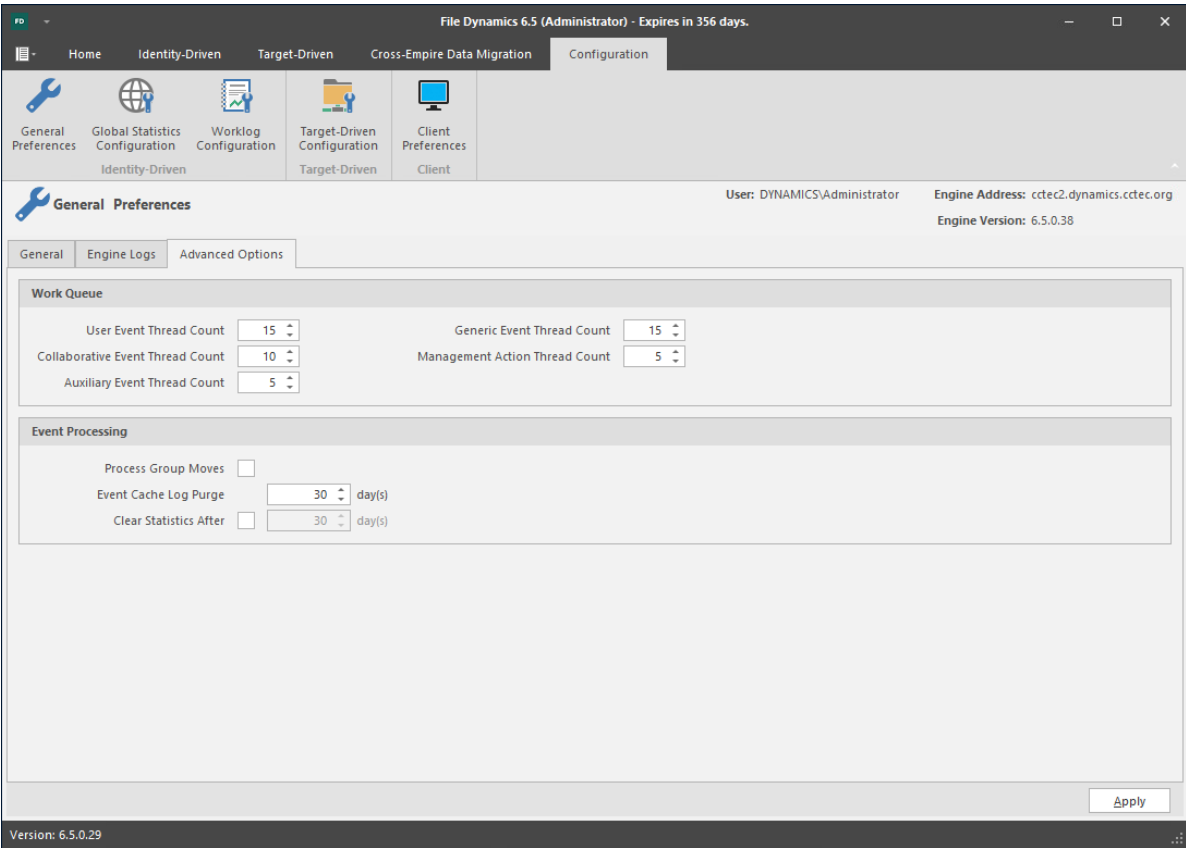 FD
File Dynamics 6.5 (Administrator) - Expires in 356 days.
Home Identity-Driven Target-Driven Cross-Empire Data Migration Configuration
General Preferences
Global Statistics Configuration
Worklog Configuration
Target-Driven Configuration
Client Preferences
Identity-Driven Target-Driven Client
General Preferences
User: DYNAMICS\Administrator
Engine Address: cctec2.dynamics.cctec.org
Engine Version: 6.5.0.38
General Engine Logs Advanced Options
Work Queue
User Event Thread Count 15 Generic Event Thread Count 15
Collaborative Event Thread Count 10 Management Action Thread Count 5
Auxiliary Event Thread Count 5
Event Processing
Process Group Moves
Event Cache Log Purge 30 day(s)
Clear Statistics After 30 day(s)
Apply
Version: 6.5.0.29